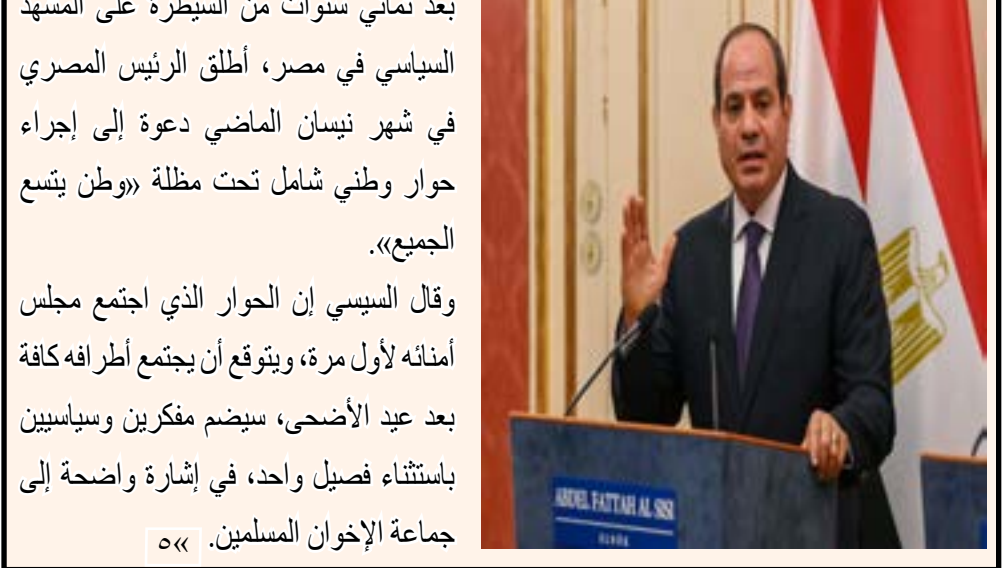 بعد ثماني سنوات من السيطرة على المشهد
السياسي في مصر، أطلق الرئيس المصري
في شهر نيسان الماضي دعوة إلى إجراء
حوار وطني شامل تحت مظلة «وطن يتسع
الجميع».
وقال السيسي إن الحوار الذي اجتمع مجلس
أمنائه لأول مرة، ويتوقع أن يجتمع أطرافه كافة
بعد عيد الأضحى، سيضم مفكرين وسياسيين
باستثناء فصيل واحد، في إشارة واضحة إلى
جماعة الإخوان المسلمين.
«٥
ABDEL FATTAH AL SISI